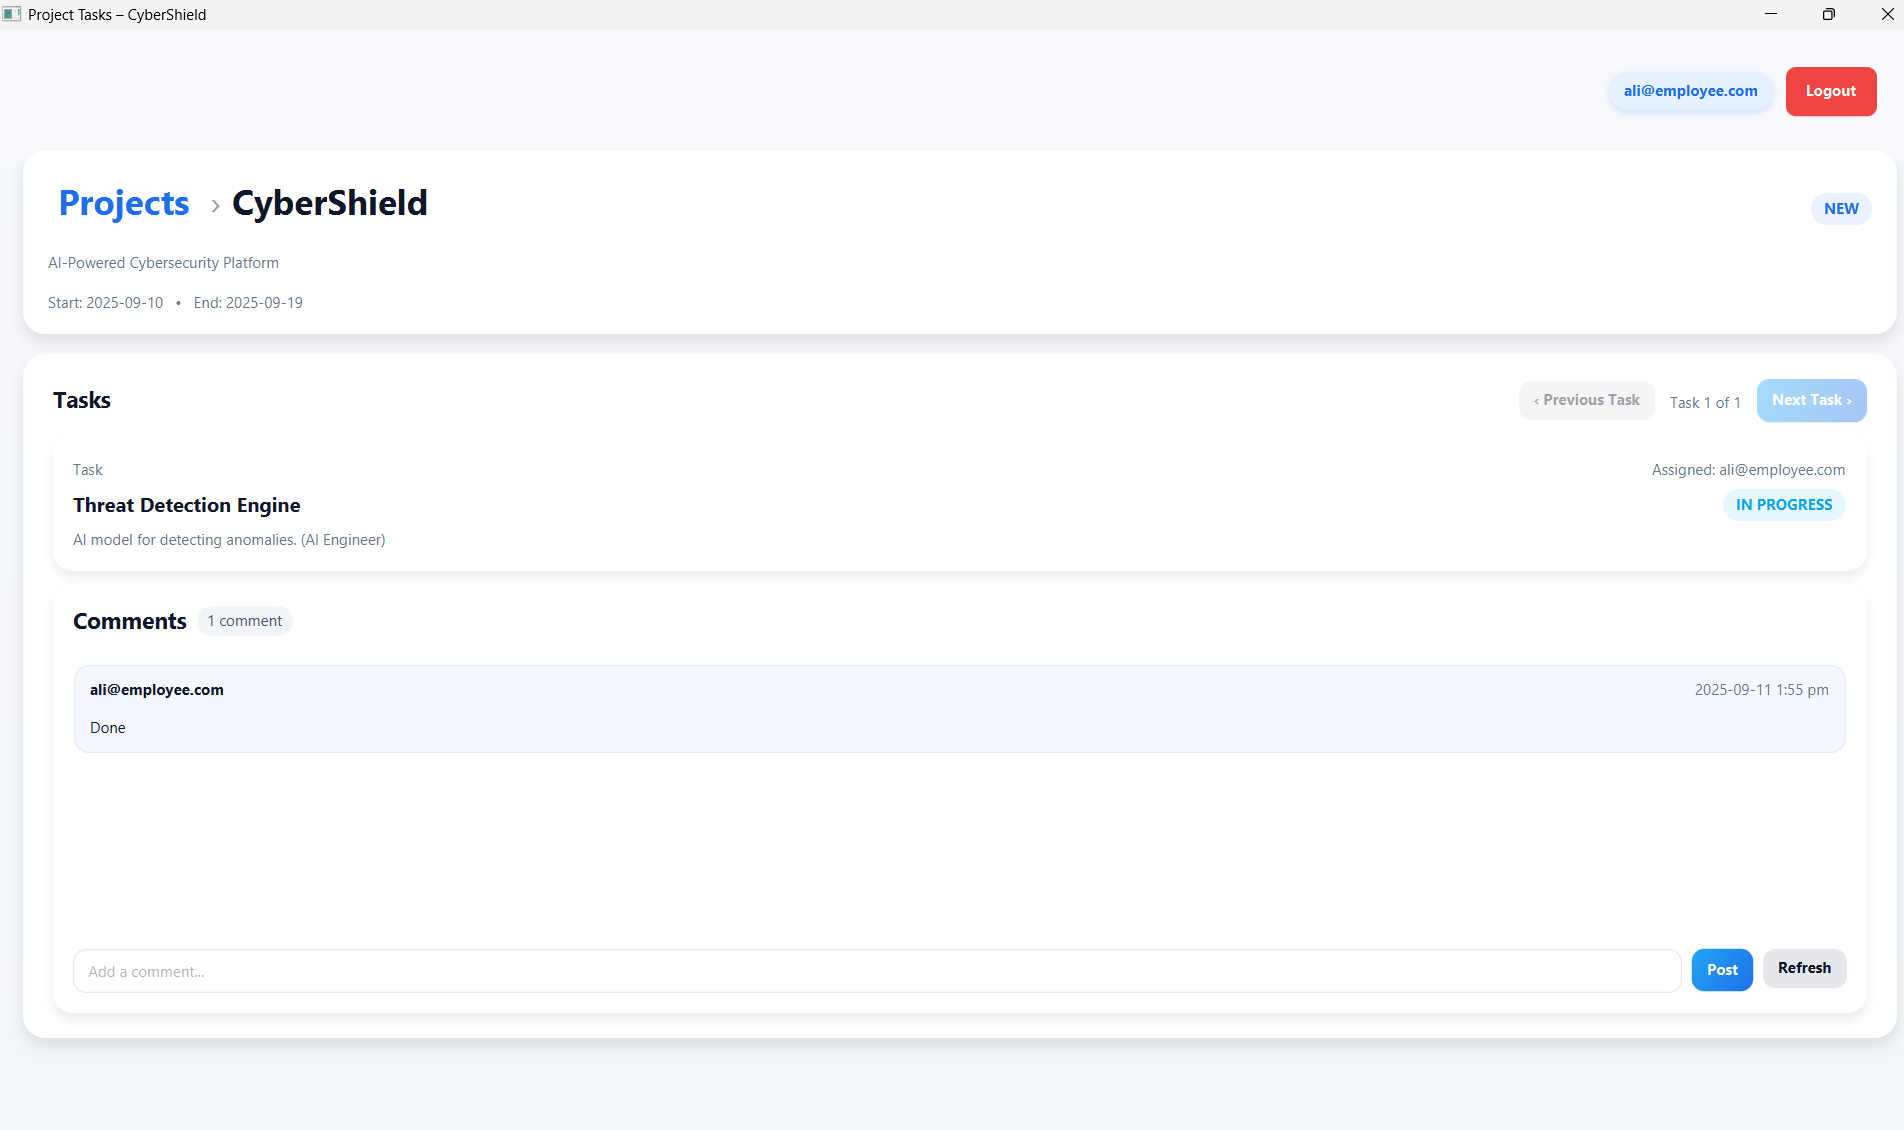 Project Tasks – CyberShield
ali@employee.com
Logout
Projects › CyberShield
NEW
AI-Powered Cybersecurity Platform
Start: 2025-09-10 • End: 2025-09-19
Tasks
‹ Previous Task
Task 1 of 1
Next Task ›
Task
Assigned: ali@employee.com
Threat Detection Engine
IN PROGRESS
AI model for detecting anomalies. (AI Engineer)
Comments
1 comment
ali@employee.com
2025-09-11 1:55 pm
Done
Add a comment...
Post
Refresh